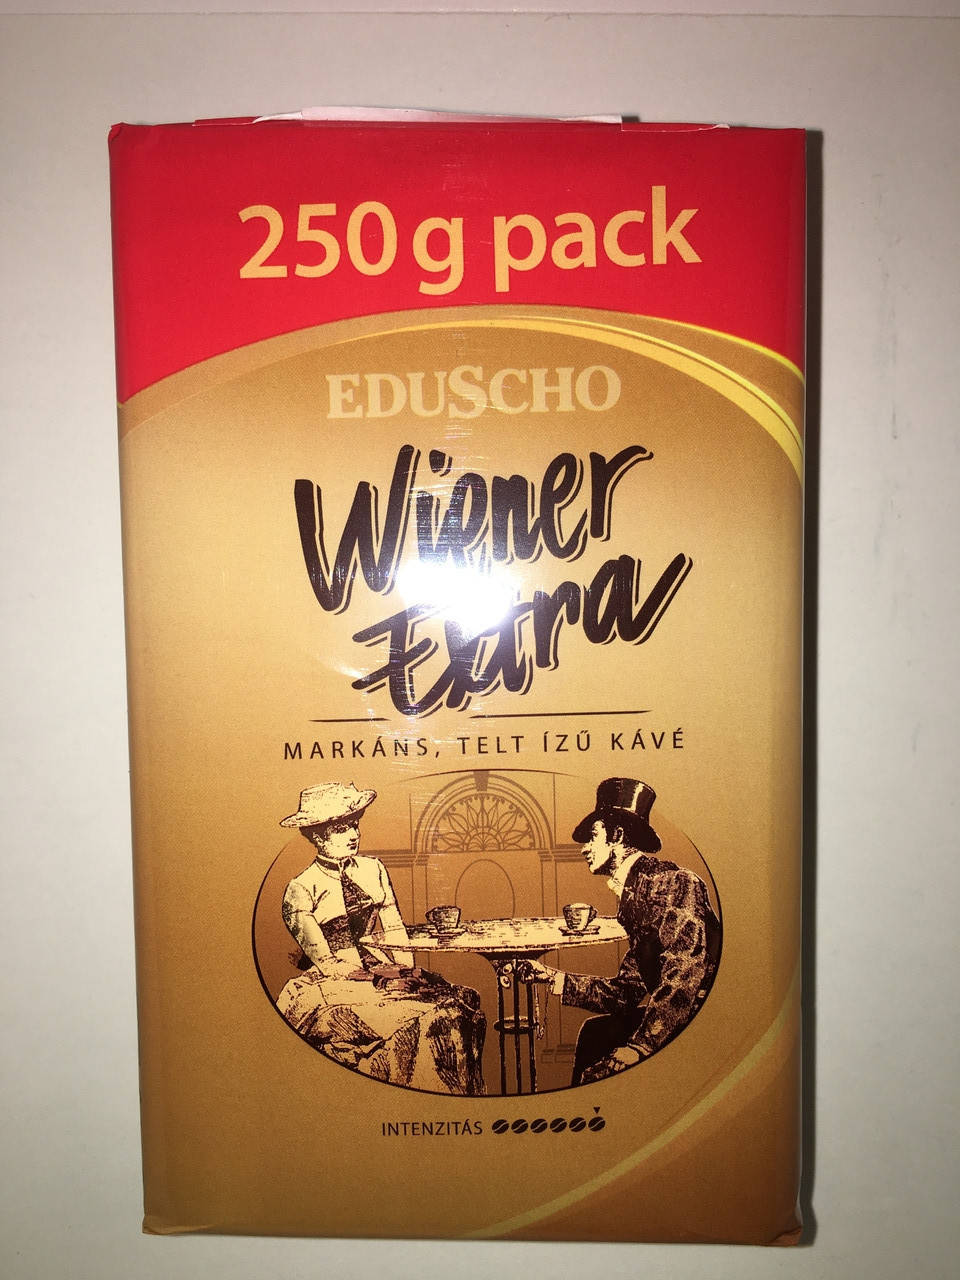 250 g pack
EDUSCHO
Wiener
Extra
MARKÁNS, TELT ÍZŰ KÁVÉ
INTENZITÁS